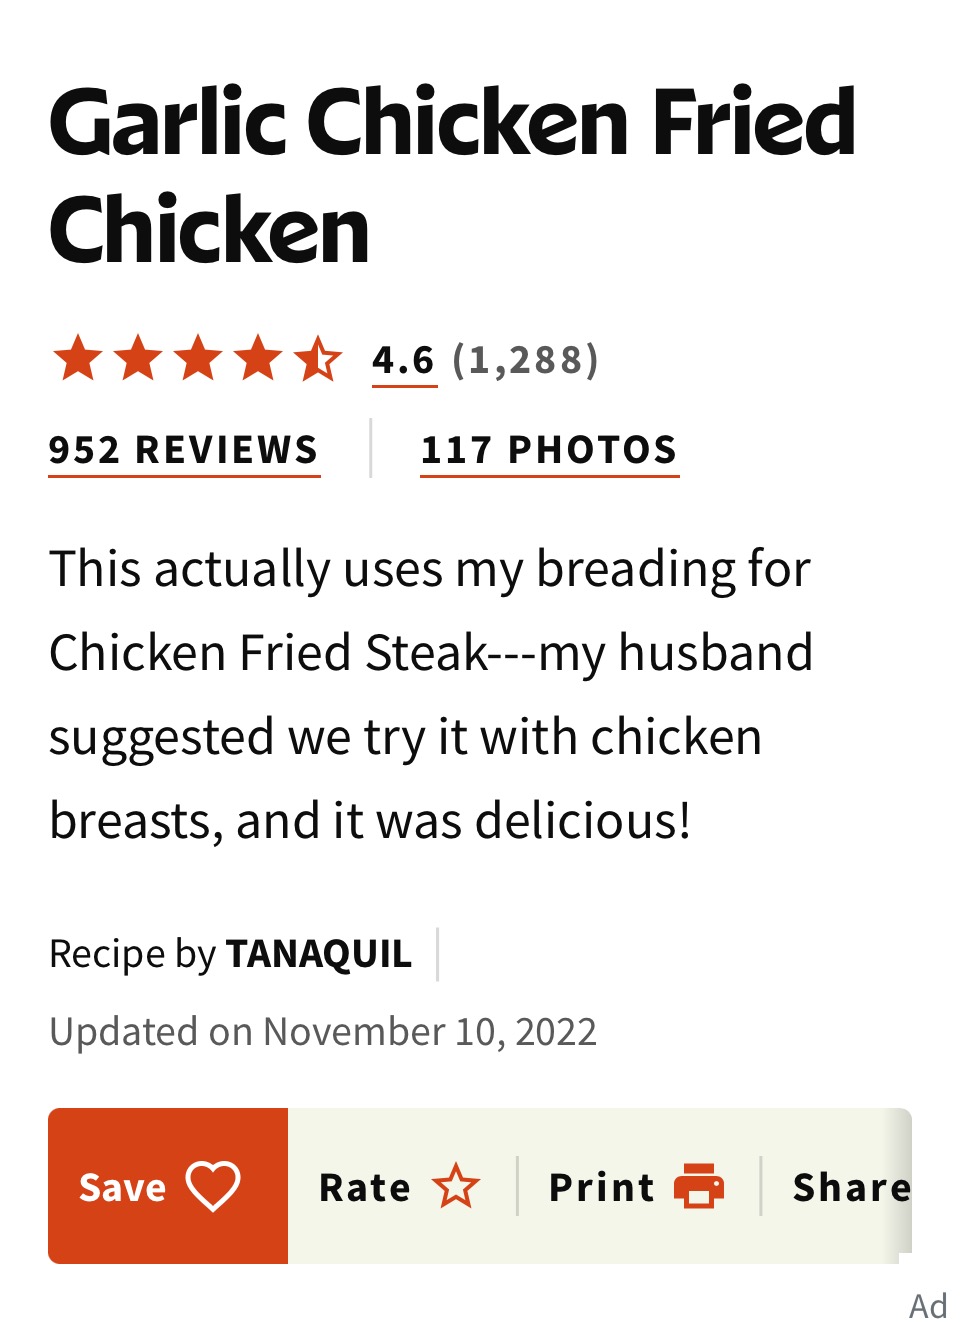 Garlic Chicken Fried
Chicken
4.6 (1,288)
952 REVIEWS 117 PHOTOS
This actually uses my breading for
Chicken Fried Steak---my husband
suggested we try it with chicken
breasts, and it was delicious!
Recipe by TANAQUIL
Updated on November 10, 2022
Save Rate Print Share
Ad